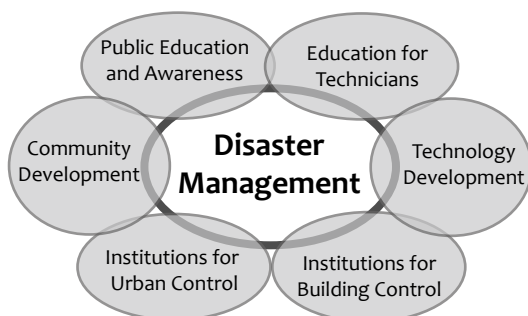 Public Education
and Awareness
Education for
Technicians
Community
Development
Disaster
Management
Technology
Development
Institutions for
Urban Control
Institutions for
Building Control